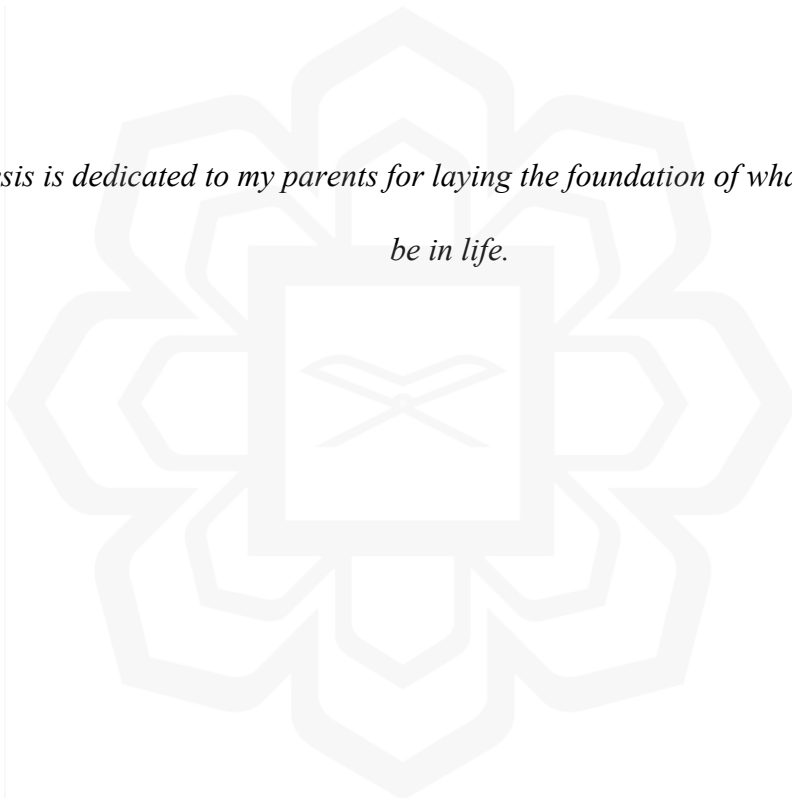 sis is dedicated to my parents for laying the foundation of wha
be in life.